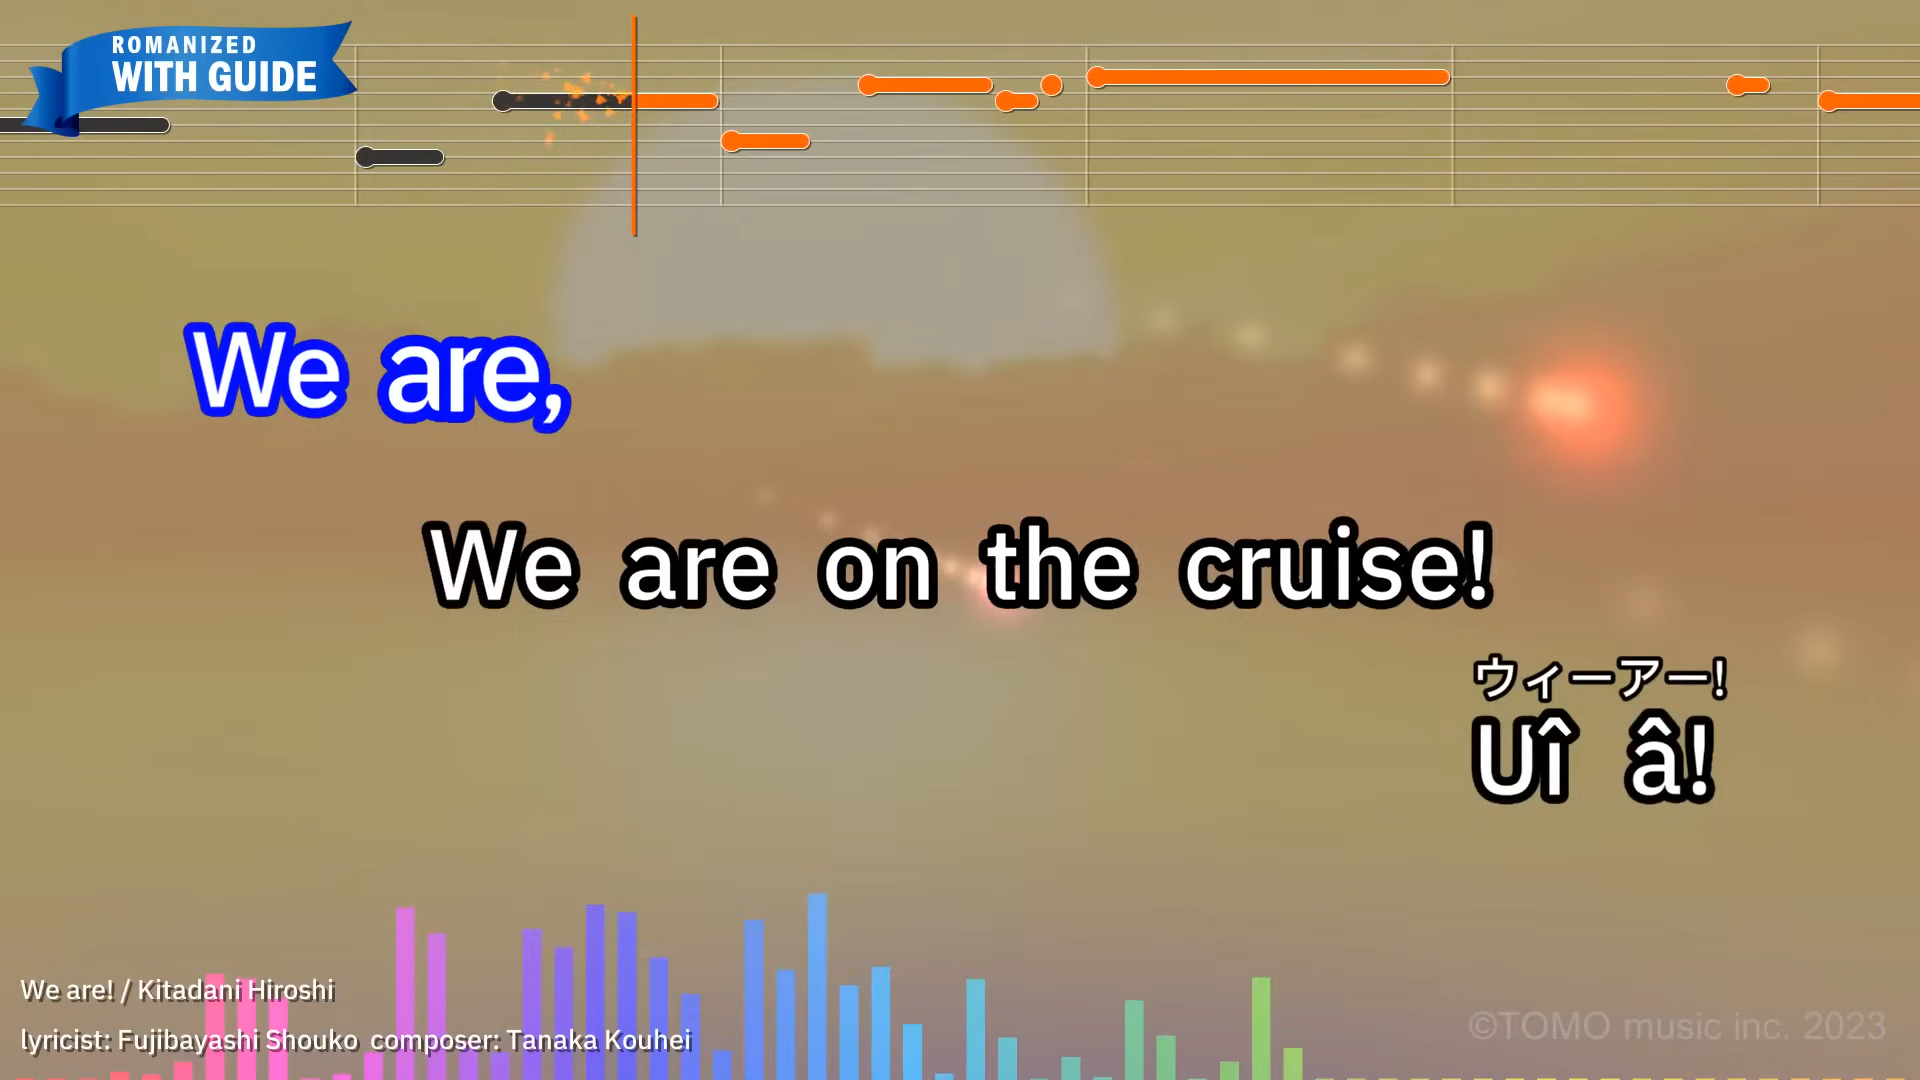 ROMANIZED
WITH GUIDE
We are,
We are on the cruise!
ウィーアー!
Uî â!
We are! / Kitadani Hiroshi
lyricist: Fujibayashi Shouko composer: Tanaka Kouhei
©TOMO music inc. 2023